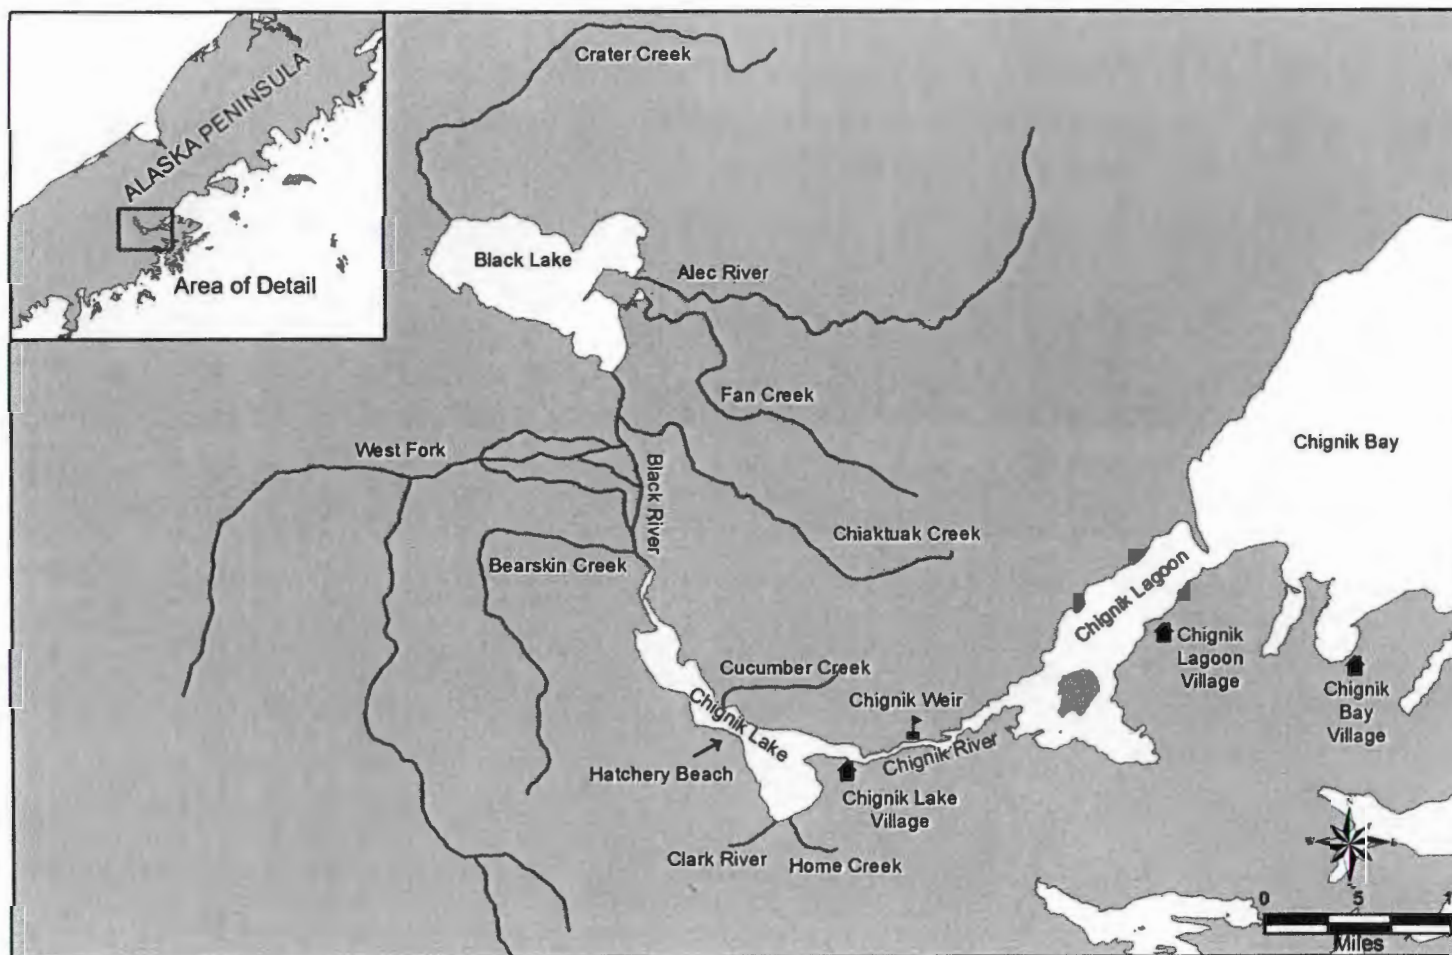 Crater Creek
ALASKA PENINSULA
Area of Detail
Black Lake
Alec River
Fan Creek
West Fork
Black River
Chignik Bay
Chiaktuak Creek
Bearskin Creek
Chignik Lagoon
Chignik
Lagoon
Village
Cucumber Creek
Chignik Weir
Chignik
Bay
Village
Chignik Lake
Chignik River
Hatchery Beach
Chignik Lake
Village
Clark River
Home Creek
0 5
Miles